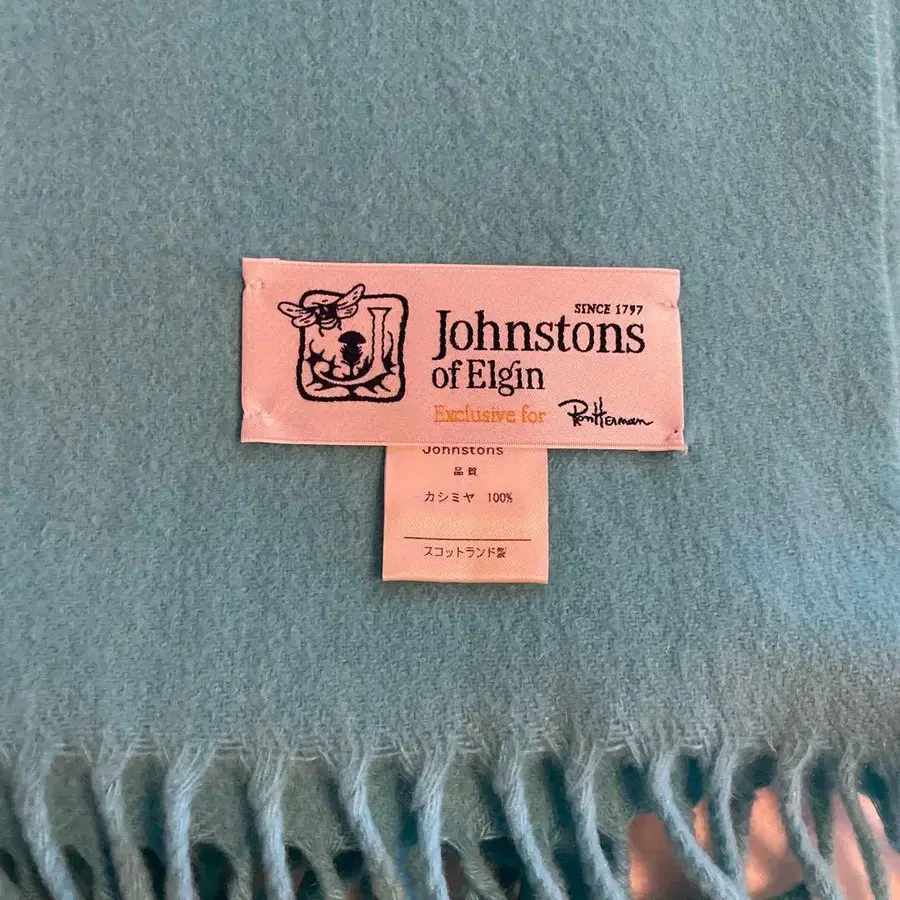 SINCE 1797
Johnstons
of Elgin
Exclusive for RonHerman
Johnstons
品質
カシミヤ 100%
スコットランド製